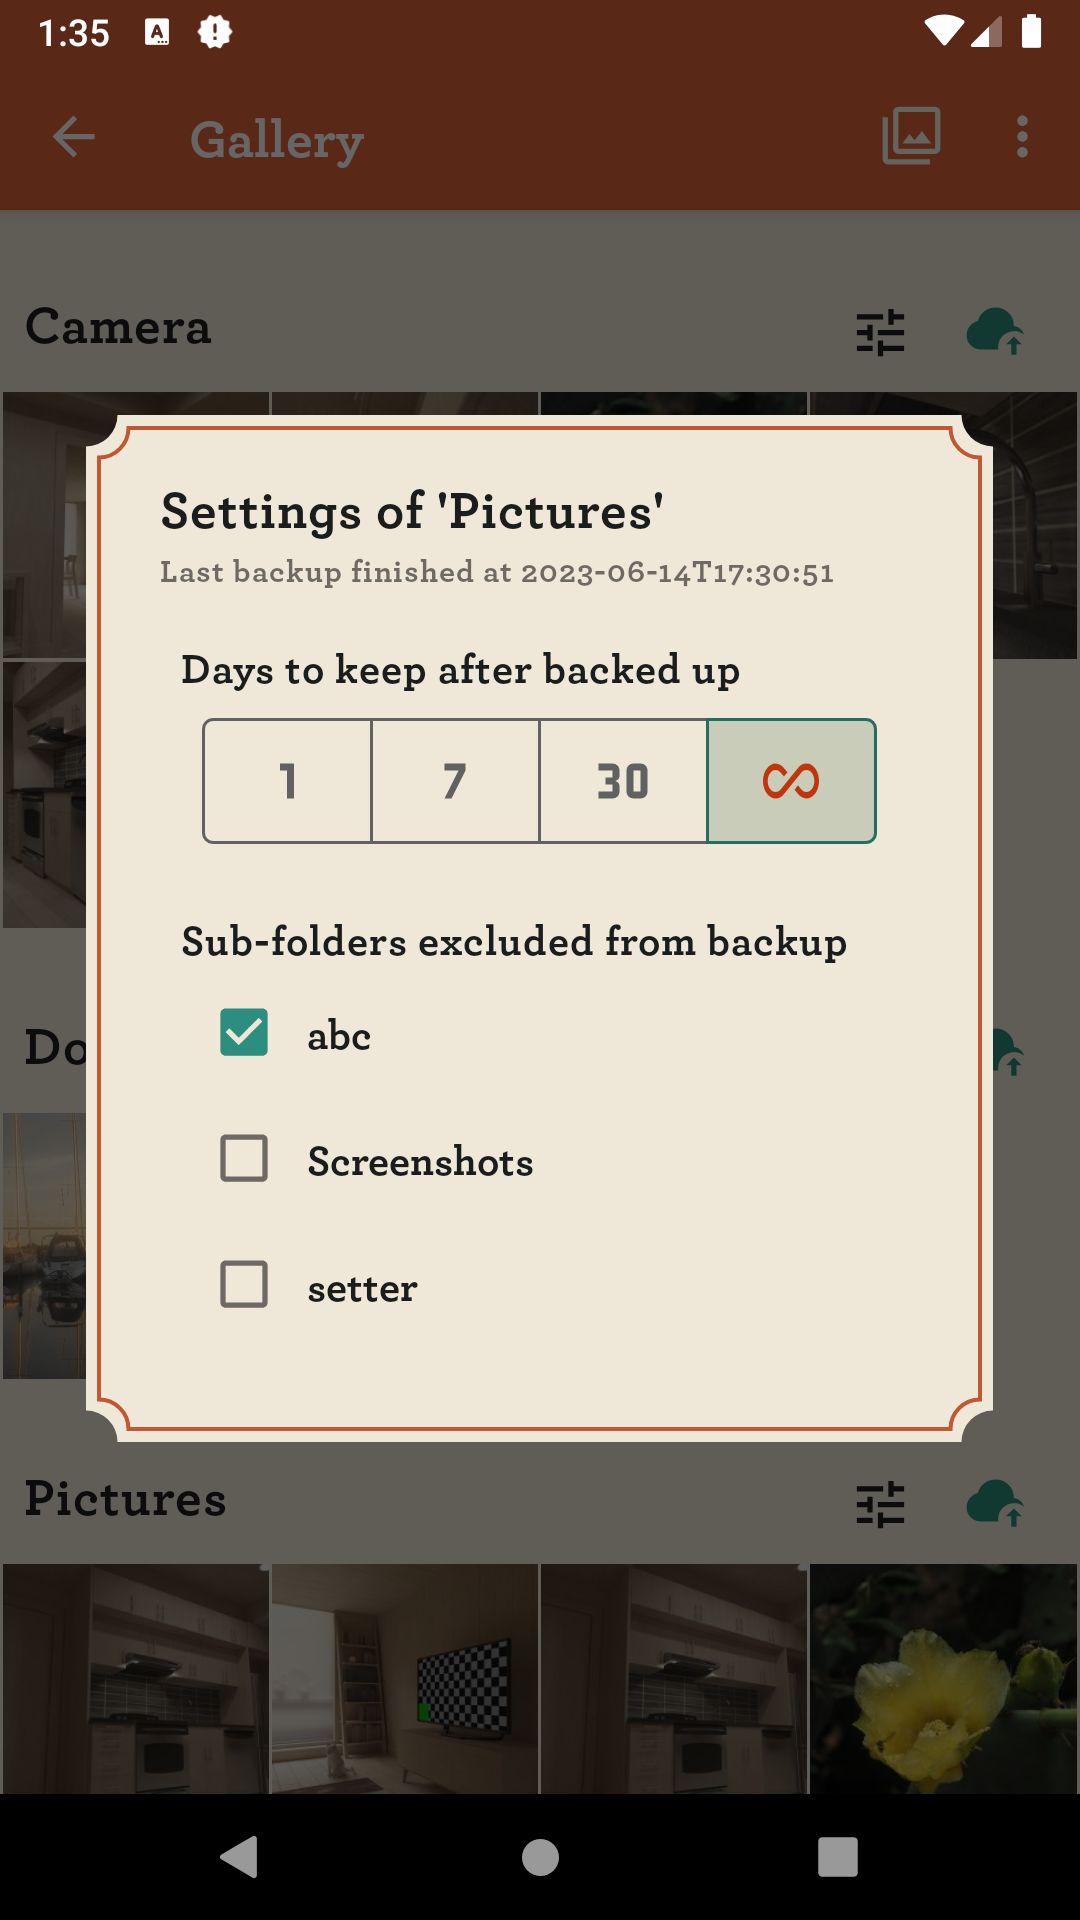 1:35
Gallery
Camera
Settings of 'Pictures'
Last backup finished at 2023-06-14T17:30:51
Days to keep after backed up
1 7 30 ∞
Sub-folders excluded from backup
abc
Do
Screenshots
setter
Pictures